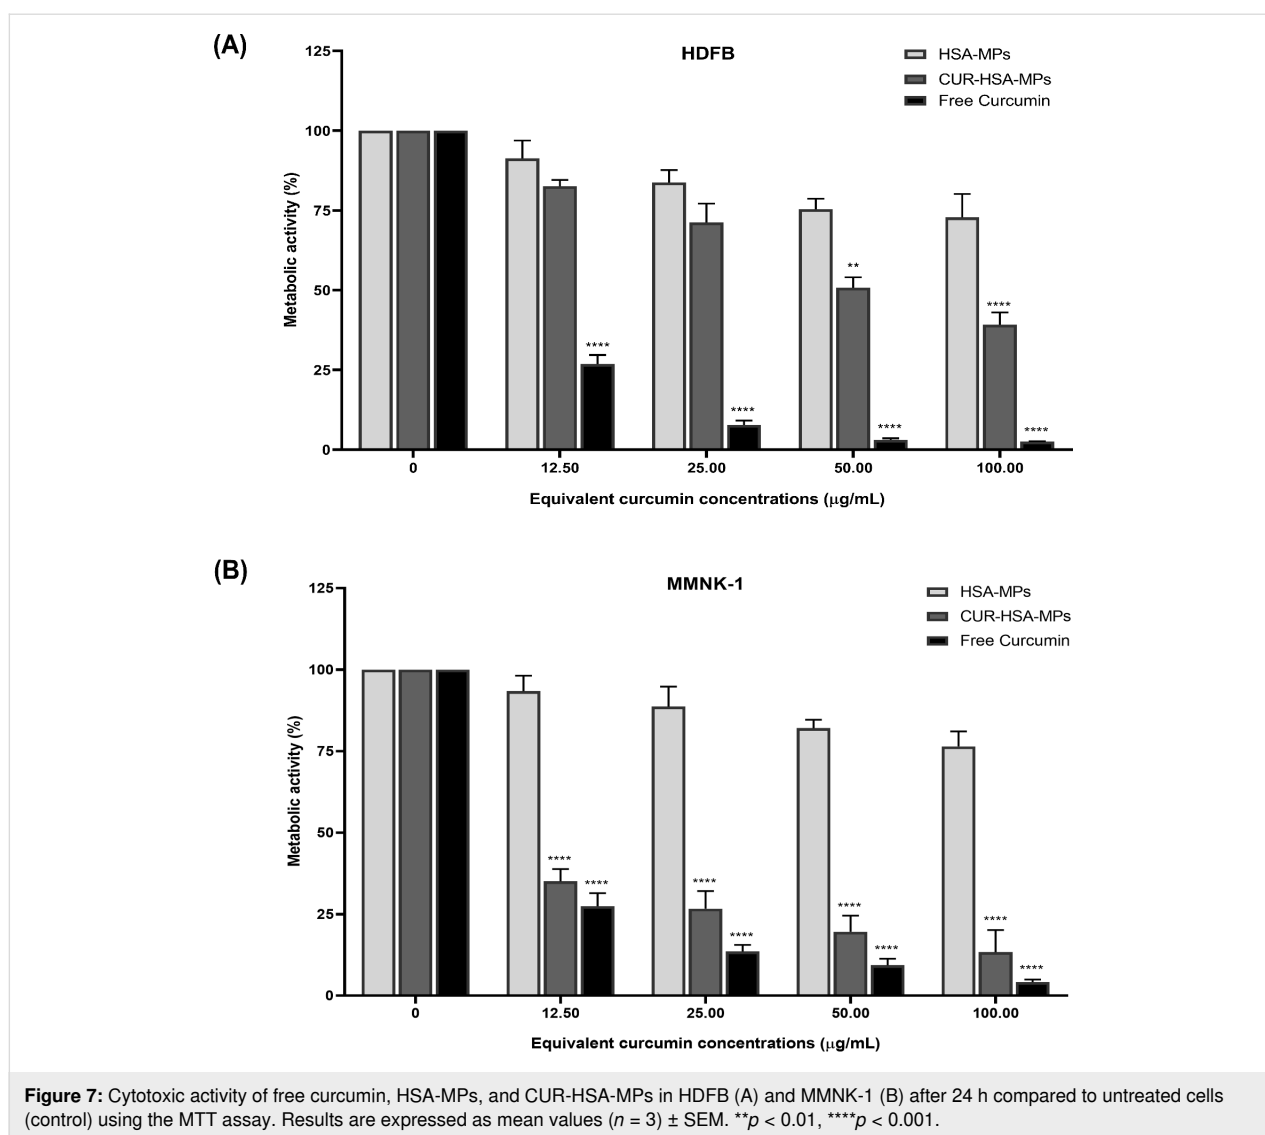 (A)
HDFB
HSA-MPs
CUR-HSA-MPs
Free Curcumin
Metabolic activity (%)
125
100
75
50
25
0
****
****
**
****
****
****
0 12.50 25.00 50.00 100.00
Equivalent curcumin concentrations (μg/mL)
(B)
MMNK-1
HSA-MPs
CUR-HSA-MPs
Free Curcumin
Metabolic activity (%)
125
100
75
50
25
0
****
****
****
****
****
****
****
****
0 12.50 25.00 50.00 100.00
Equivalent curcumin concentrations (μg/mL)
Figure 7: Cytotoxic activity of free curcumin, HSA-MPs, and CUR-HSA-MPs in HDFB (A) and MMNK-1 (B) after 24 h compared to untreated cells
(control) using the MTT assay. Results are expressed as mean values (n = 3) ± SEM. **p < 0.01, ****p < 0.001.